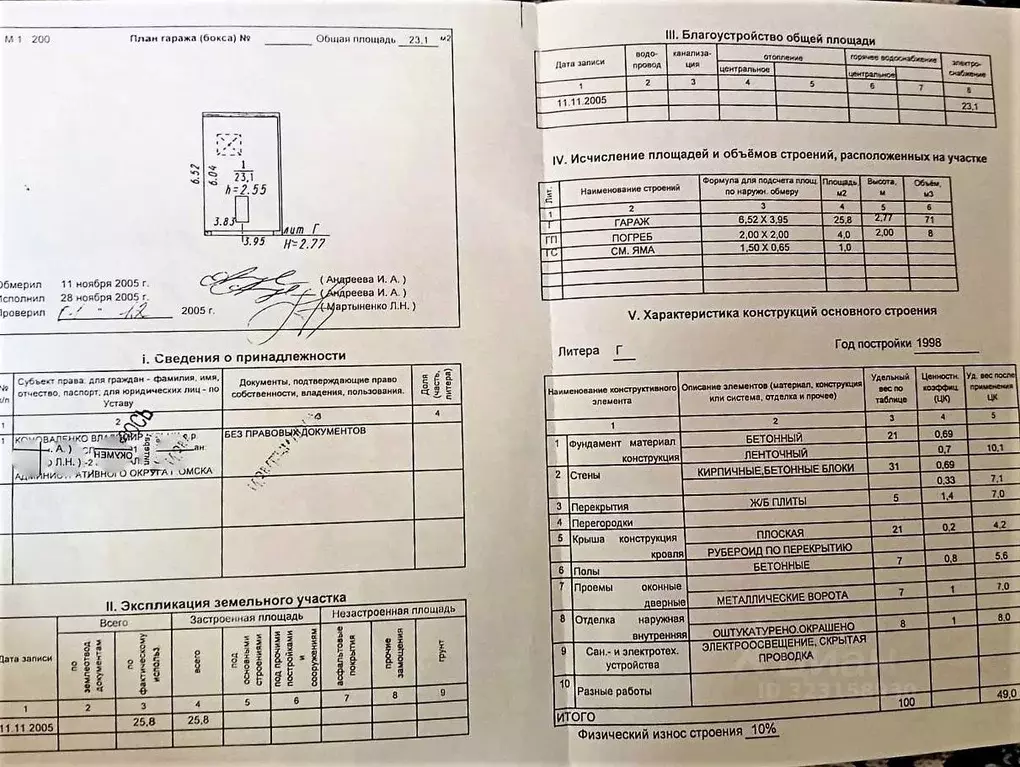 М 1 200 План гаража (бокса) № Общая площадь 23,1 м2
6.52
6.04
1
23,1
h=2.55
3.83
3.95
лит Г
H=2.77
Обмерил 11 ноября 2005 г. ( Андреева И. А. )
Исполнил 28 ноября 2005 г. ( Андреева И. А. )
Проверил 12 2005 г. ( Мартыненко Л.Н. )
i. Сведения о принадлежности
№ п/п
Субъект права: для граждан - фамилия, имя, отчество, паспорт, для юридических лиц - по Уставу
Документы, подтверждающие право собственности, владения, пользования.
Доля (часть, литера)
2 3 4
1 КОНОВАЛЕНКО
БЕЗ ПРАВОВЫХ ДОКУМЕНТОВ
АДМИНИСТРАТИВНОГО ОКРУГА Г ОМСКА
II. Экспликация земельного участка
Дата записи
Всего
Застроенная площадь
Незастроенная площадь
по землеотвод документам
по фактическому использ.
всего
под основными строениями
под прочими постройками и сооружениям
асфальтовые покрытия
прочие замощения
грунт
1 2 3 4 5 6 7 8 9
11.11.2005 25,8 25,8
III. Благоустройство общей площади
Дата записи
водопровод
канализация
отопление
центральное
горячее водоснабжение
центральное
электроснабжение
1 2 3 4 5 6 7 8
11.11.2005 23,1
IV. Исчисление площадей и объёмов строений, расположенных на участке
Лит.
Наименование строений
Формула для подсчета площ. по наружн. обмеру
Площадь, м2
Высота, м
Объём, м3
1 2 3 4 5 6
Г ГАРАЖ 6,52 Х 3,95 25,8 2,77 71
ГП ПОГРЕБ 2,00 Х 2,00 4,0 2,00 8
ГС СМ. ЯМА 1,50 Х 0,65 1,0
V. Характеристика конструкций основного строения
Литера Г Год постройки 1998
Наименование конструктивного элемента
Описание элементов (материал, конструкция или система, отделка и прочее)
Удельный вес по таблице
Ценностн. коэффиц. (ЦК)
Уд. вес после применения ЦК
1 2 3 4 5
1 Фундамент материал БЕТОННЫЙ 21 0,69
конструкция ЛЕНТОЧНЫЙ 0,7 10,1
2 Стены КИРПИЧНЫЕ,БЕТОННЫЕ БЛОКИ 31 0,69
0,33 7,1
3 Перекрытия Ж/Б ПЛИТЫ 5 1,4 7,0
4 Перегородки
5 Крыша конструкция ПЛОСКАЯ 21 0,2 4,2
кровля РУБЕРОИД ПО ПЕРЕКРЫТИЮ
6 Полы БЕТОННЫЕ 7 0,8 5,6
7 Проемы оконные
дверные МЕТАЛЛИЧЕСКИЕ ВОРОТА 7 1 7,0
8 Отделка наружная
внутренняя ОШТУКАТУРЕНО.ОКРАШЕНО 8 1 8,0
9 Сан.- и электротех. устройства ЭЛЕКТРООСВЕЩЕНИЕ, СКРЫТАЯ ПРОВОДКА
10 Разные работы
ИТОГО 100 49,0
Физический износ строения 10%